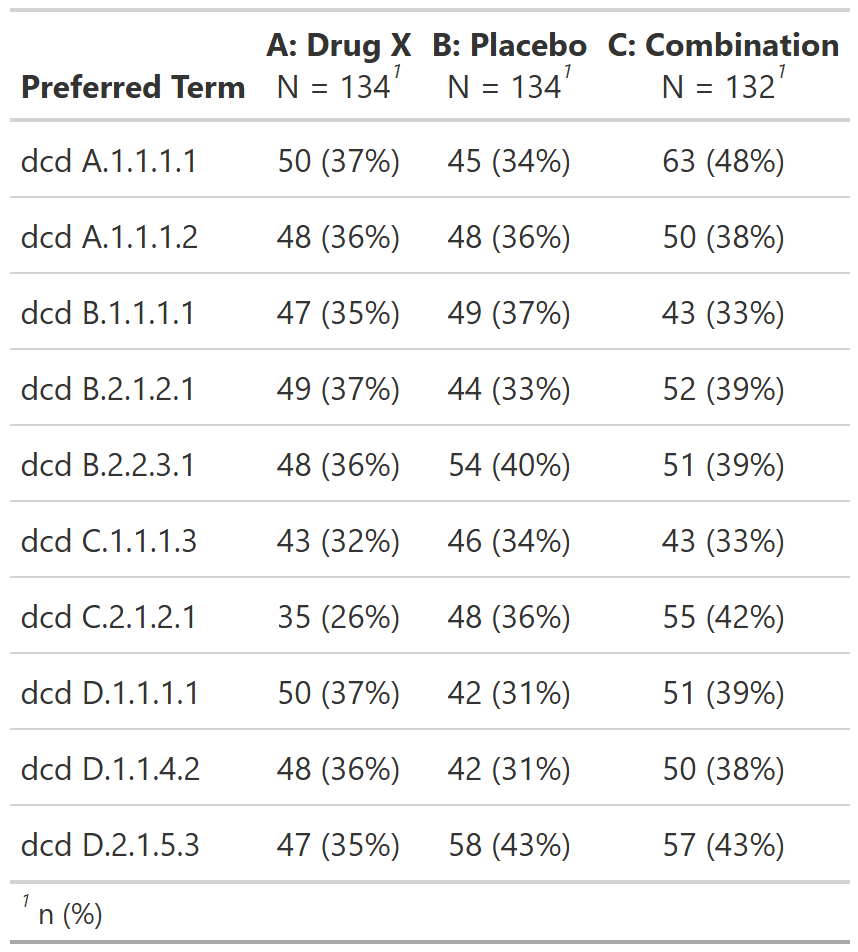 A: Drug X B: Placebo C: Combination
Preferred Term N = 134¹ N = 134¹ N = 132¹
dcd A.1.1.1.1 50 (37%) 45 (34%) 63 (48%)
dcd A.1.1.1.2 48 (36%) 48 (36%) 50 (38%)
dcd B.1.1.1.1 47 (35%) 49 (37%) 43 (33%)
dcd B.2.1.2.1 49 (37%) 44 (33%) 52 (39%)
dcd B.2.2.3.1 48 (36%) 54 (40%) 51 (39%)
dcd C.1.1.1.3 43 (32%) 46 (34%) 43 (33%)
dcd C.2.1.2.1 35 (26%) 48 (36%) 55 (42%)
dcd D.1.1.1.1 50 (37%) 42 (31%) 51 (39%)
dcd D.1.1.4.2 48 (36%) 42 (31%) 50 (38%)
dcd D.2.1.5.3 47 (35%) 58 (43%) 57 (43%)
¹ n (%)